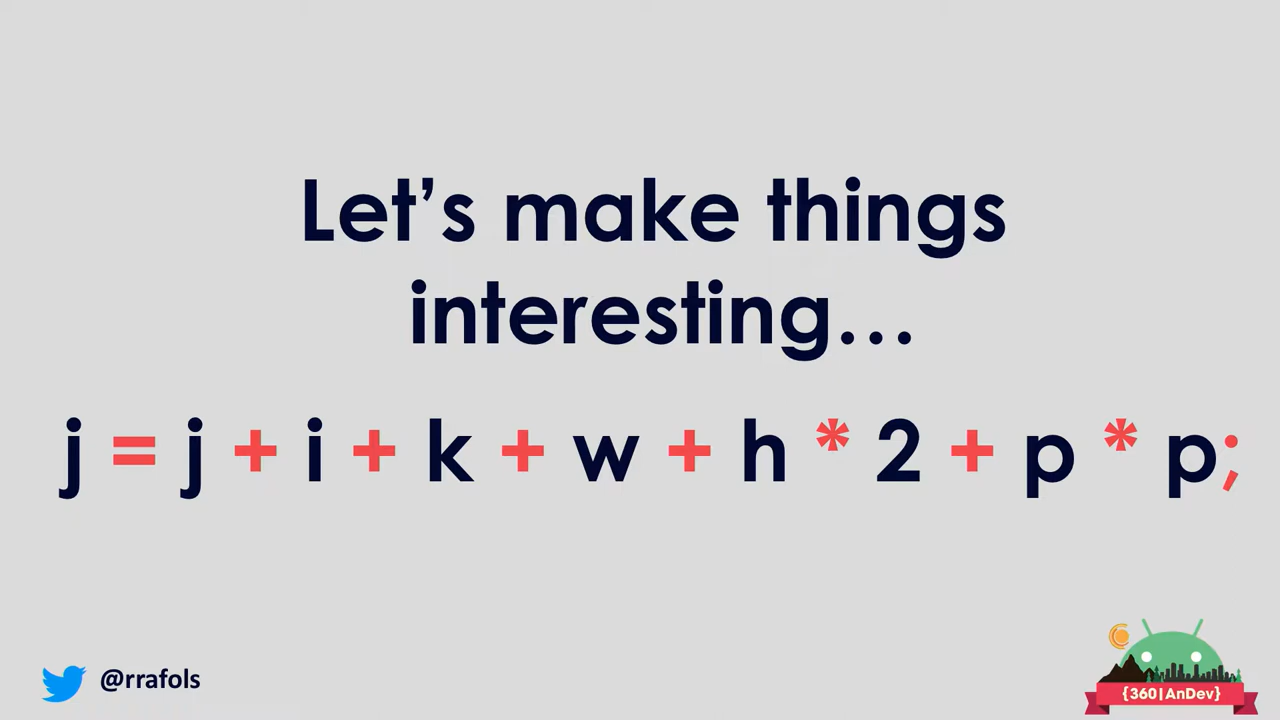 Let’s make things
interesting…
j = j + i + k + w + h * 2 + p * p;
@rrafols
{360|AnDev}